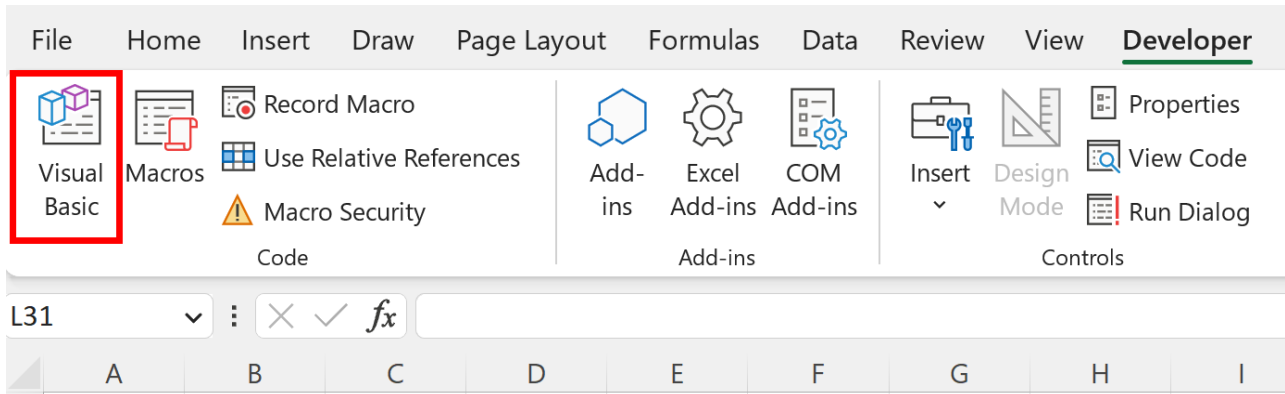 File Home Insert Draw Page Layout Formulas Data Review View Developer
Visual Basic
Macros
Record Macro
Use Relative References
Macro Security
Code
Add-
ins
Excel
Add-ins
COM
Add-ins
Add-ins
Insert
Design
Mode
Properties
View Code
Run Dialog
Controls
L31
fx
A B C D E F G H I